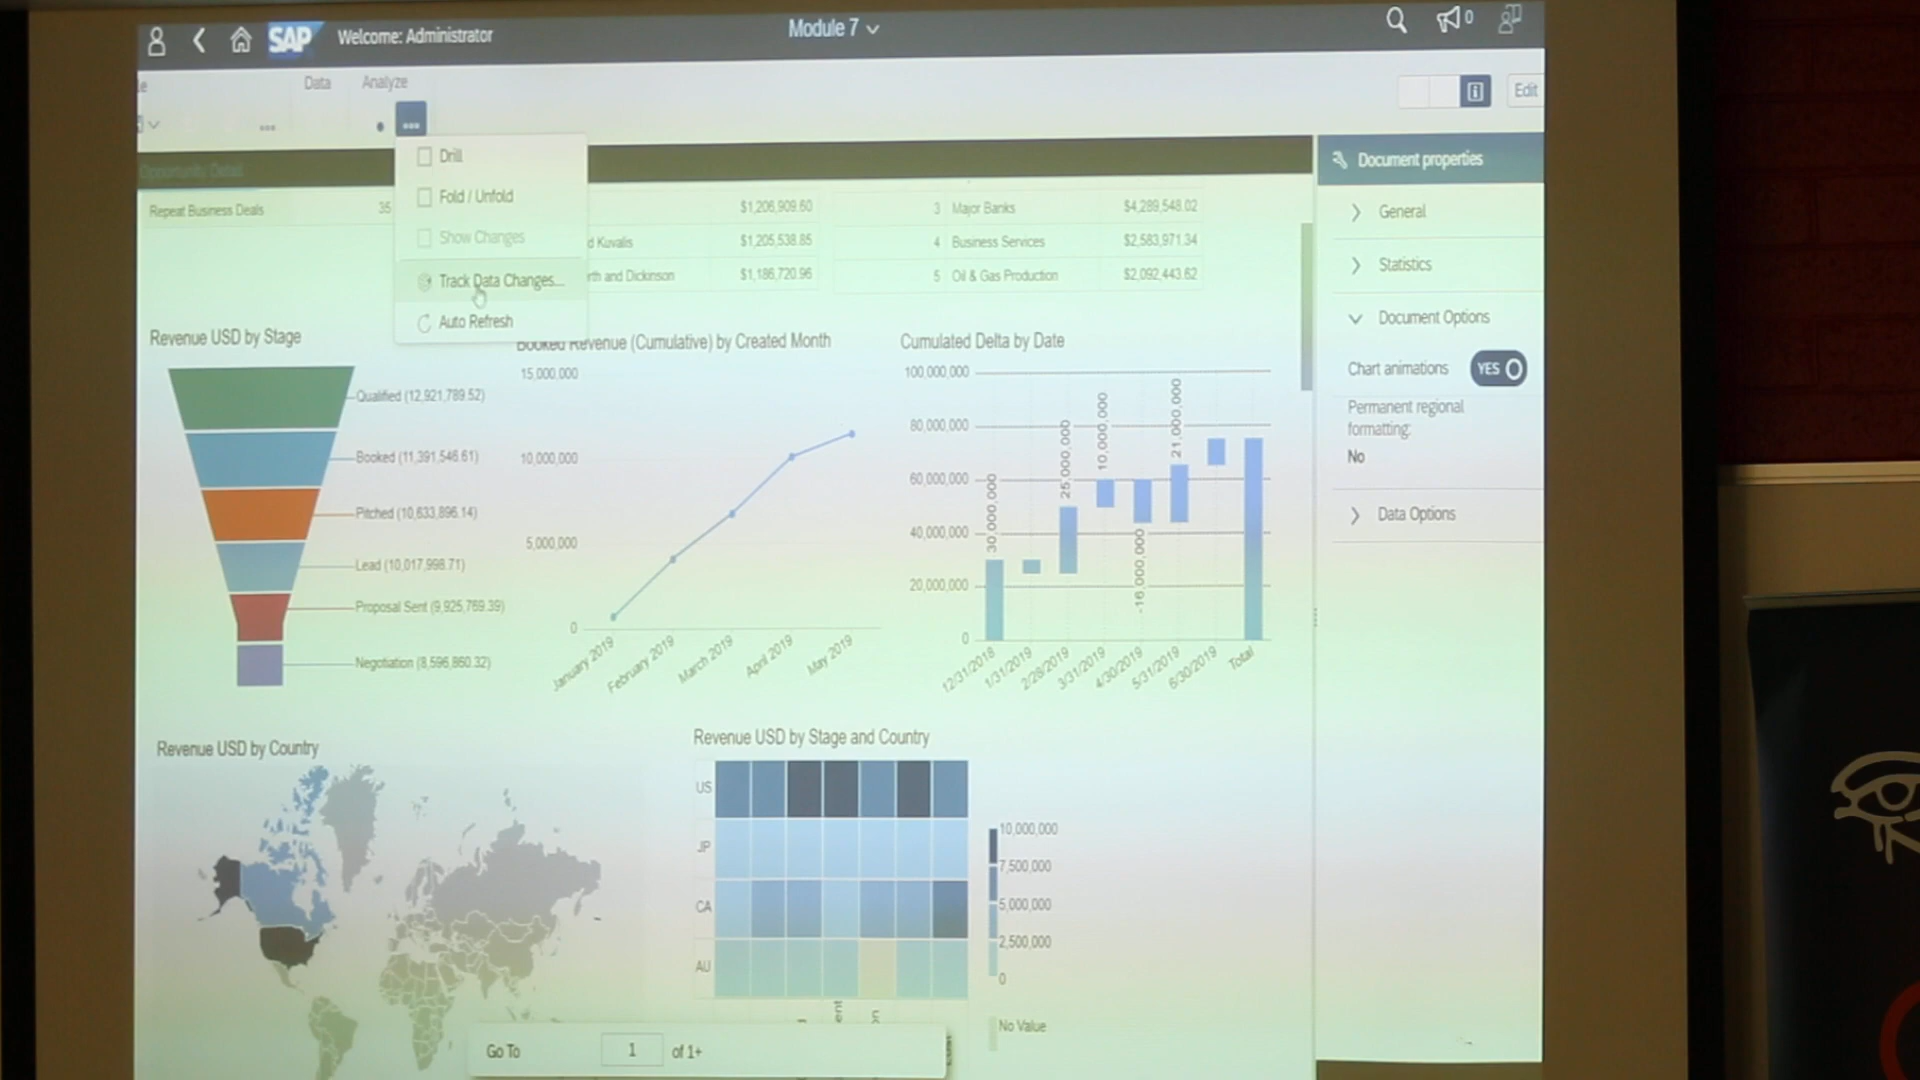 SAP Welcome: Administrator Module 7 0
Data Analyze
Edit
Opportunity Detail
Drill
Fold / Unfold
Show Changes
Track Data Changes...
Auto Refresh
Repeat Business Deals 35
$1,206,909.60
d Kuvalis $1,205,538.85
rth and Dickinson $1,186,720.96
3 Major Banks $4,289,548.02
4 Business Services $2,583,971.34
5 Oil & Gas Production $2,092,443.62
Document properties
General
Statistics
Document Options
Chart animations YES
Permanent regional
formatting:
No
Data Options
Revenue USD by Stage
Qualified (12,921,789.52)
Booked (11,391,546.61)
Pitched (10,633,896.14)
Lead (10,017,998.71)
Proposal Sent (9,925,769.39)
Negotiation (8,596,860.32)
Booked Revenue (Cumulative) by Created Month
15,000,000
10,000,000
5,000,000
0
January 2019
February 2019
March 2019
April 2019
May 2019
Cumulated Delta by Date
100,000,000
80,000,000
60,000,000
40,000,000
20,000,000
0
30,000,000
25,000,000
10,000,000
-16,000,000
21,000,000
12/31/2018
1/31/2019
2/28/2019
3/31/2019
4/30/2019
5/31/2019
6/30/2019
Total
Revenue USD by Country
Revenue USD by Stage and Country
US
JP
CA
AU
10,000,000
7,500,000
5,000,000
2,500,000
0
No Value
Go To 1 of 1+